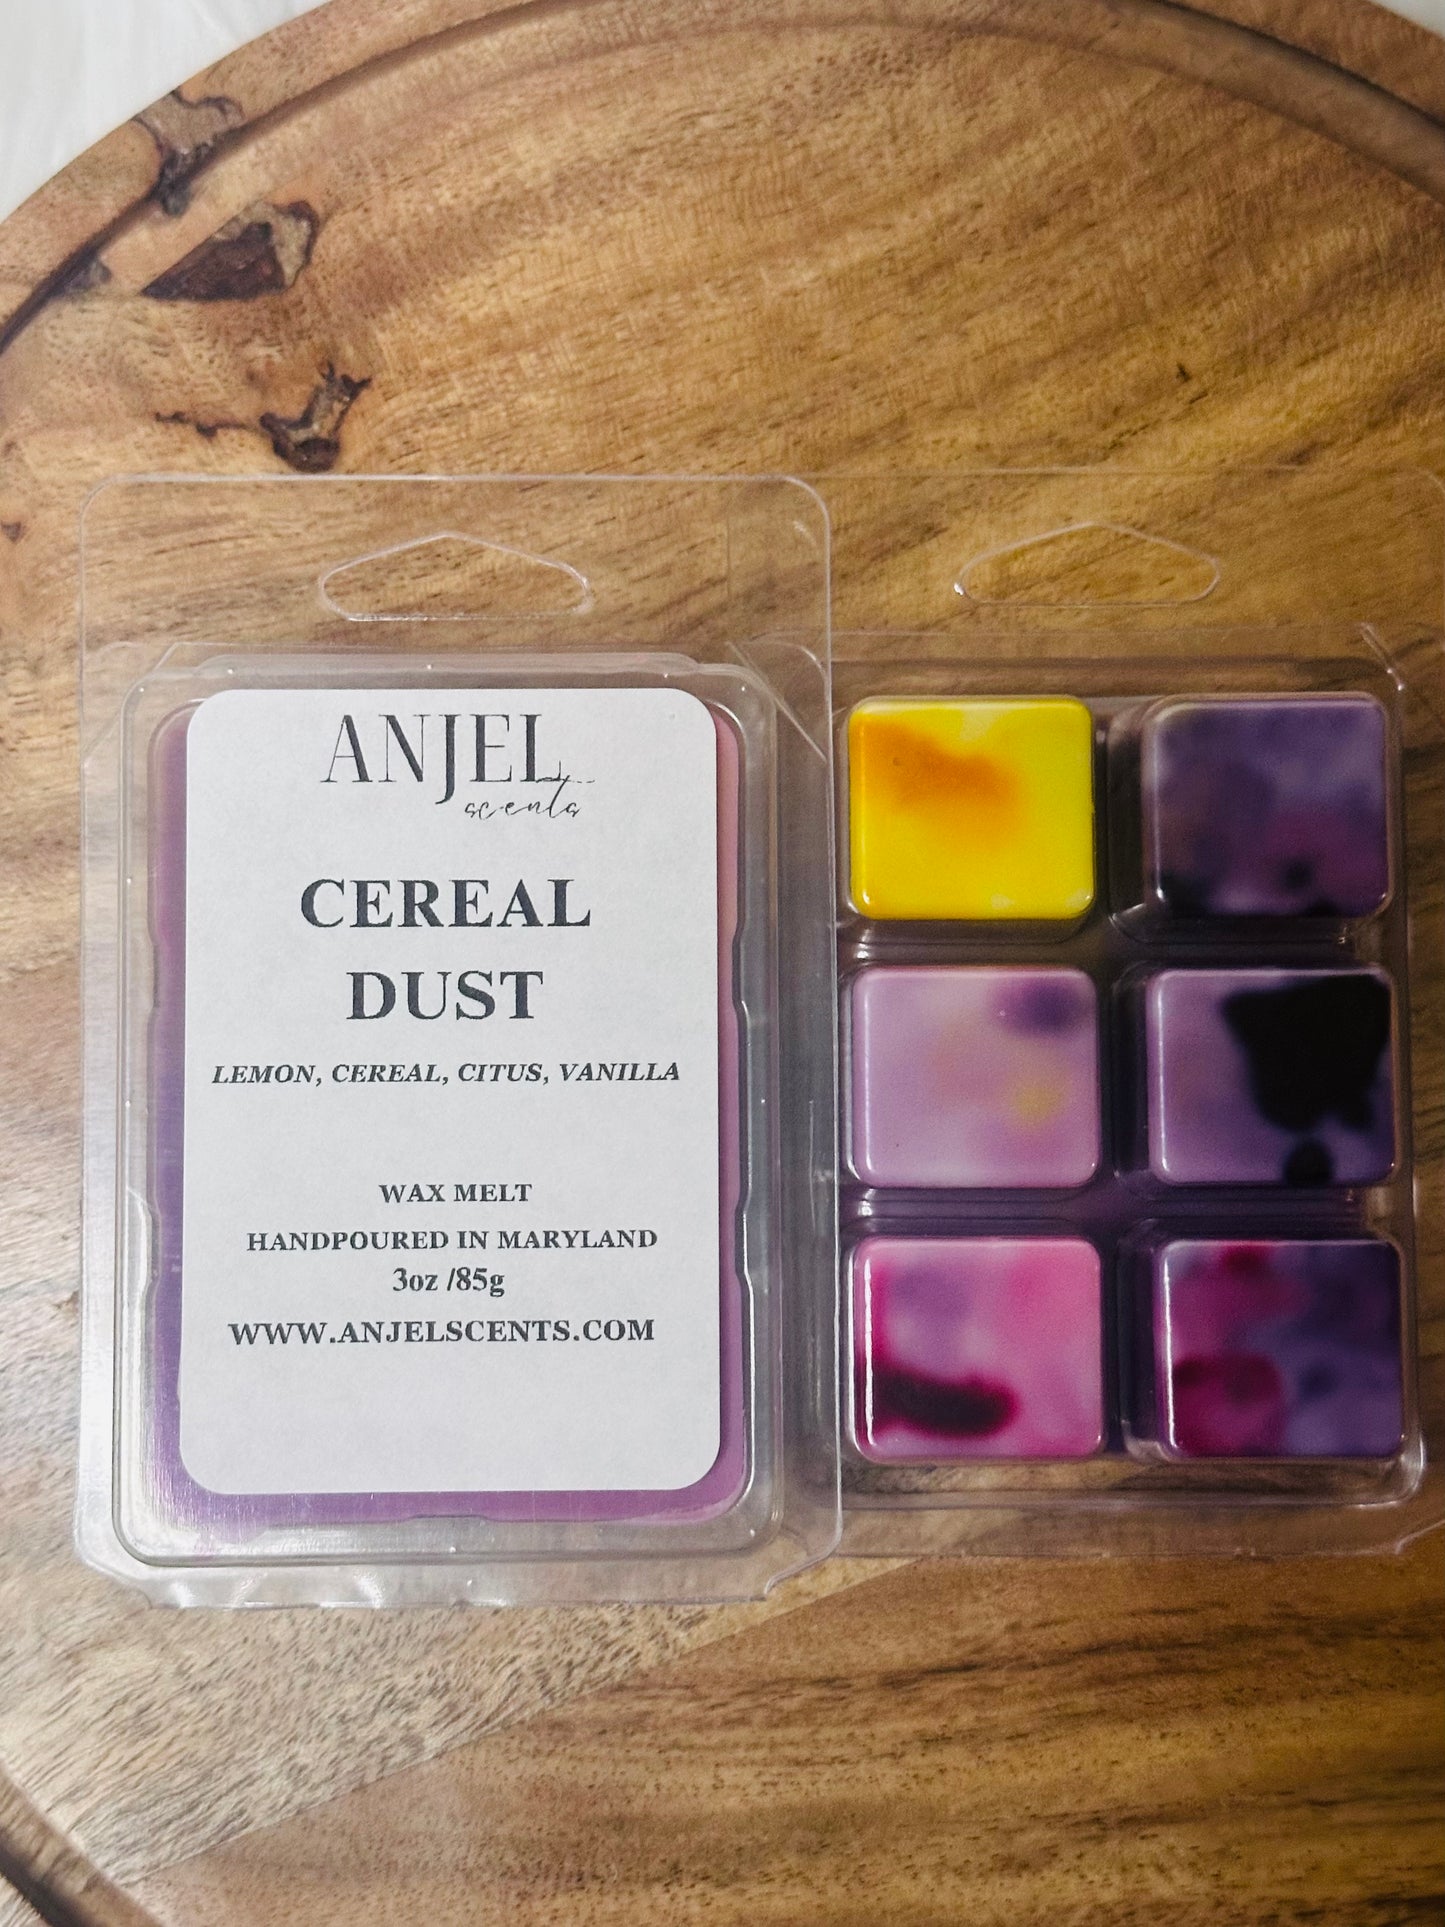 ANJEL
scents
CEREAL
DUST
LEMON, CEREAL, CITUS, VANILLA
WAX MELT
HANDPOURED IN MARYLAND
3oz /85g
WWW.ANJELSCENTS.COM